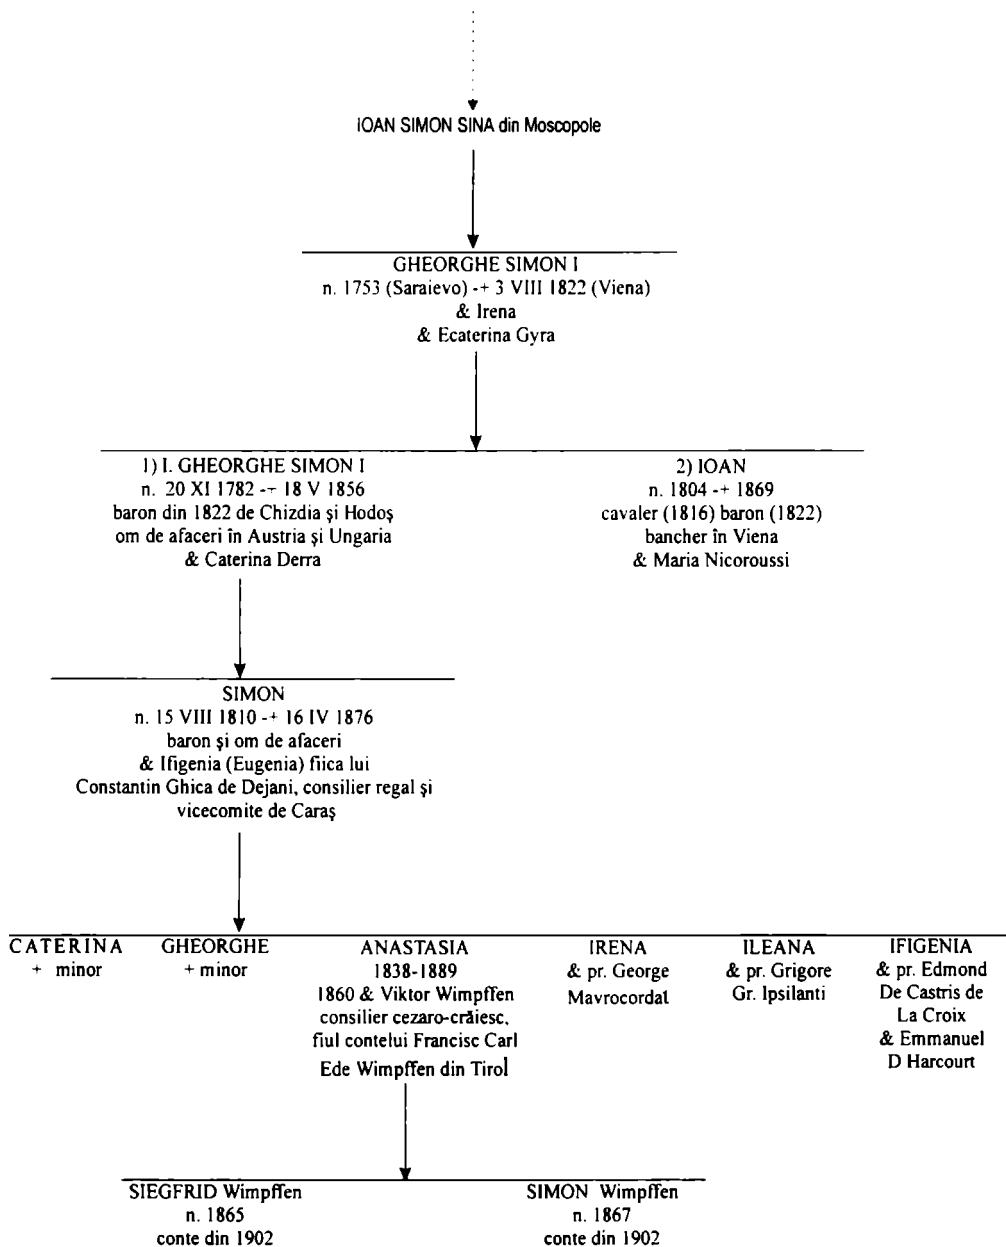 IOAN SIMON SINA din Moscopole
GHEORGHE SIMON I
n. 1753 (Saraievo) -+ 3 VIII 1822 (Viena)
& Irena
& Ecaterina Gyra
1) I. GHEORGHE SIMON I
n. 20 XI 1782 -+ 18 V 1856
baron din 1822 de Chizdia şi Hodoş
om de afaceri în Austria şi Ungaria
& Caterina Derra
2) IOAN
n. 1804 -+ 1869
cavaler (1816) baron (1822)
bancher în Viena
& Maria Nicoroussi
SIMON
n. 15 VIII 1810 -+ 16 IV 1876
baron şi om de afaceri
& Ifigenia (Eugenia) fiica lui
Constantin Ghica de Dejani, consilier regal şi
vicecomite de Caraş
CATERINA
+ minor
GHEORGHE
+ minor
ANASTASIA
1838-1889
1860 & Viktor Wimpffen
consilier cezaro-crăiesc,
fiul contelui Francisc Carl
Ede Wimpffen din Tirol
IRENA
& pr. George
Mavrocordat
ILEANA
& pr. Grigore
Gr. Ipsilanti
IFIGENIA
& pr. Edmond
De Castris de
La Croix
& Emmanuel
D Harcourt
SIEGFRID Wimpffen
n. 1865
conte din 1902
SIMON Wimpffen
n. 1867
conte din 1902